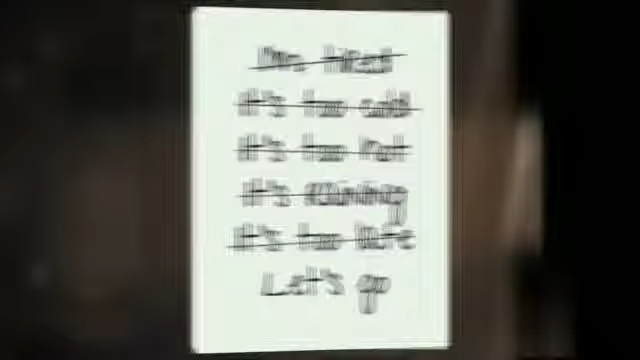 I'm tired
It's too cold
It's too hot
It's raining
It's too late
Let's go